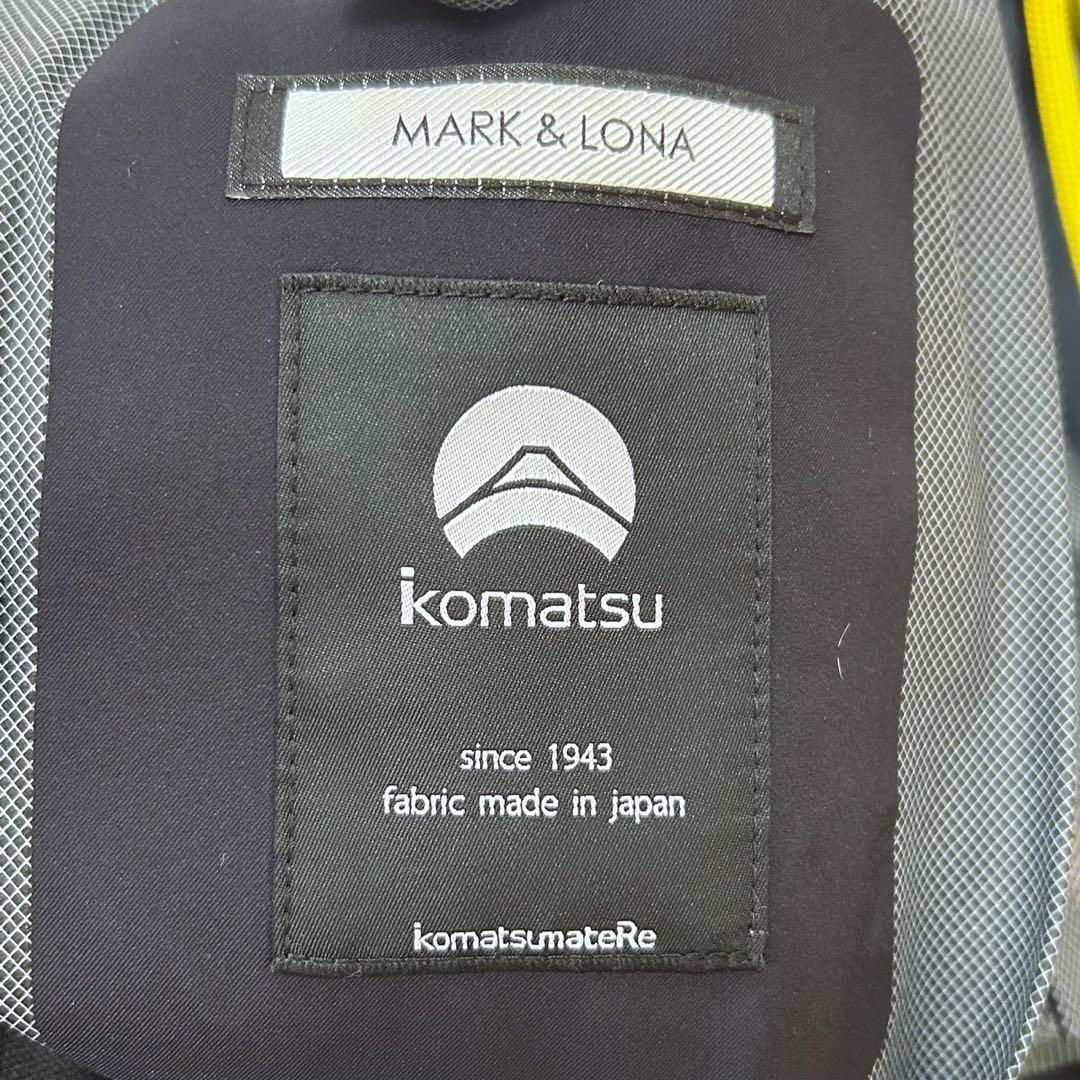 MARK & LONA
komatsu
since 1943
fabric made in japan
komatsumateRe